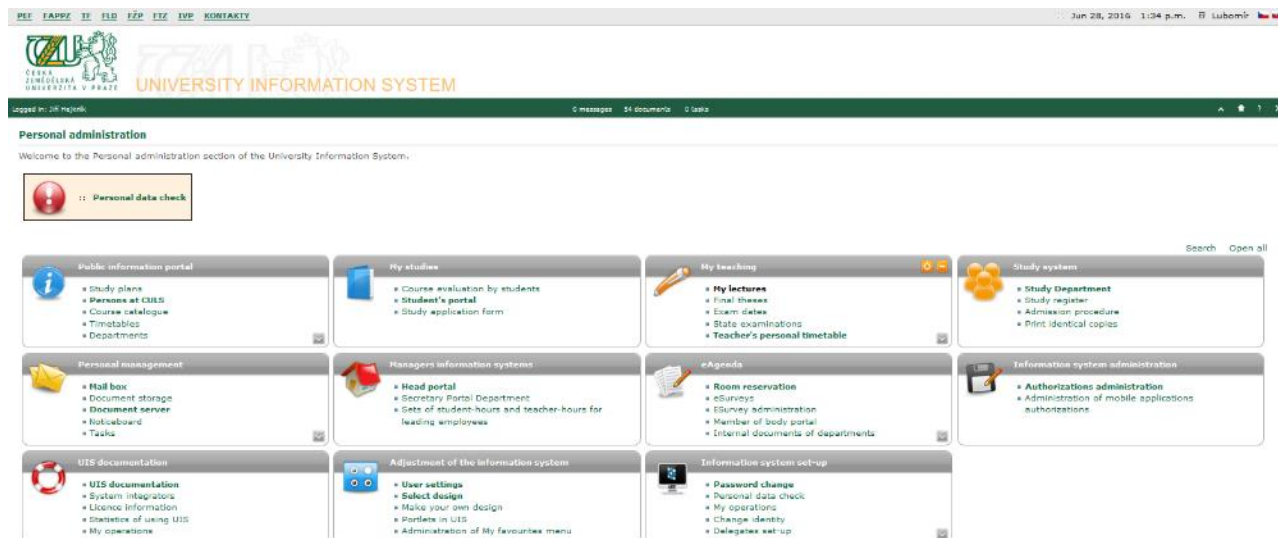 PEF FAPPZ TF FLD FŽP FTZ IVP KONTAKTY
Jun 28, 2016 1:34 p.m. Lubomír
ČESKÁ
ZEMĚDĚLSKÁ
UNIVERZITA V PRAZE
UNIVERSITY INFORMATION SYSTEM
Logged in: Jiří
0 messages 54 documents 0 tasks
Personal administration
Welcome to the Personal administration section of the University Information System.
:: Personal data check
Search Open all
Public information portal
Study plans
Persons at CULS
Course catalogue
Timetables
Departments
My studies
Course evaluation by students
Student's portal
Study application form
My teaching
My lectures
Final theses
Exam dates
State examinations
Teacher's personal timetable
Study system
Study Department
Study register
Admission procedure
Print identical copies
Personal management
Mail box
Document storage
Document server
Noticeboard
Tasks
Managers information systems
Head portal
Secretary Portal Department
Sets of student-hours and teacher-hours for
leading employees
eAgenda
Room reservation
eSurveys
ESurvey administration
Member of body portal
Internal documents of departments
Information system administration
Authorizations administration
Administration of mobile applications
authorizations
UIS documentation
UIS documentation
System integrators
Licence information
Statistics of using UIS
My operations
Adjustment of the information system
User settings
Select design
Make your own design
Portlets in UIS
Administration of My favourites menu
Information system set-up
Password change
Personal data check
My operations
Change identity
Delegates set-up